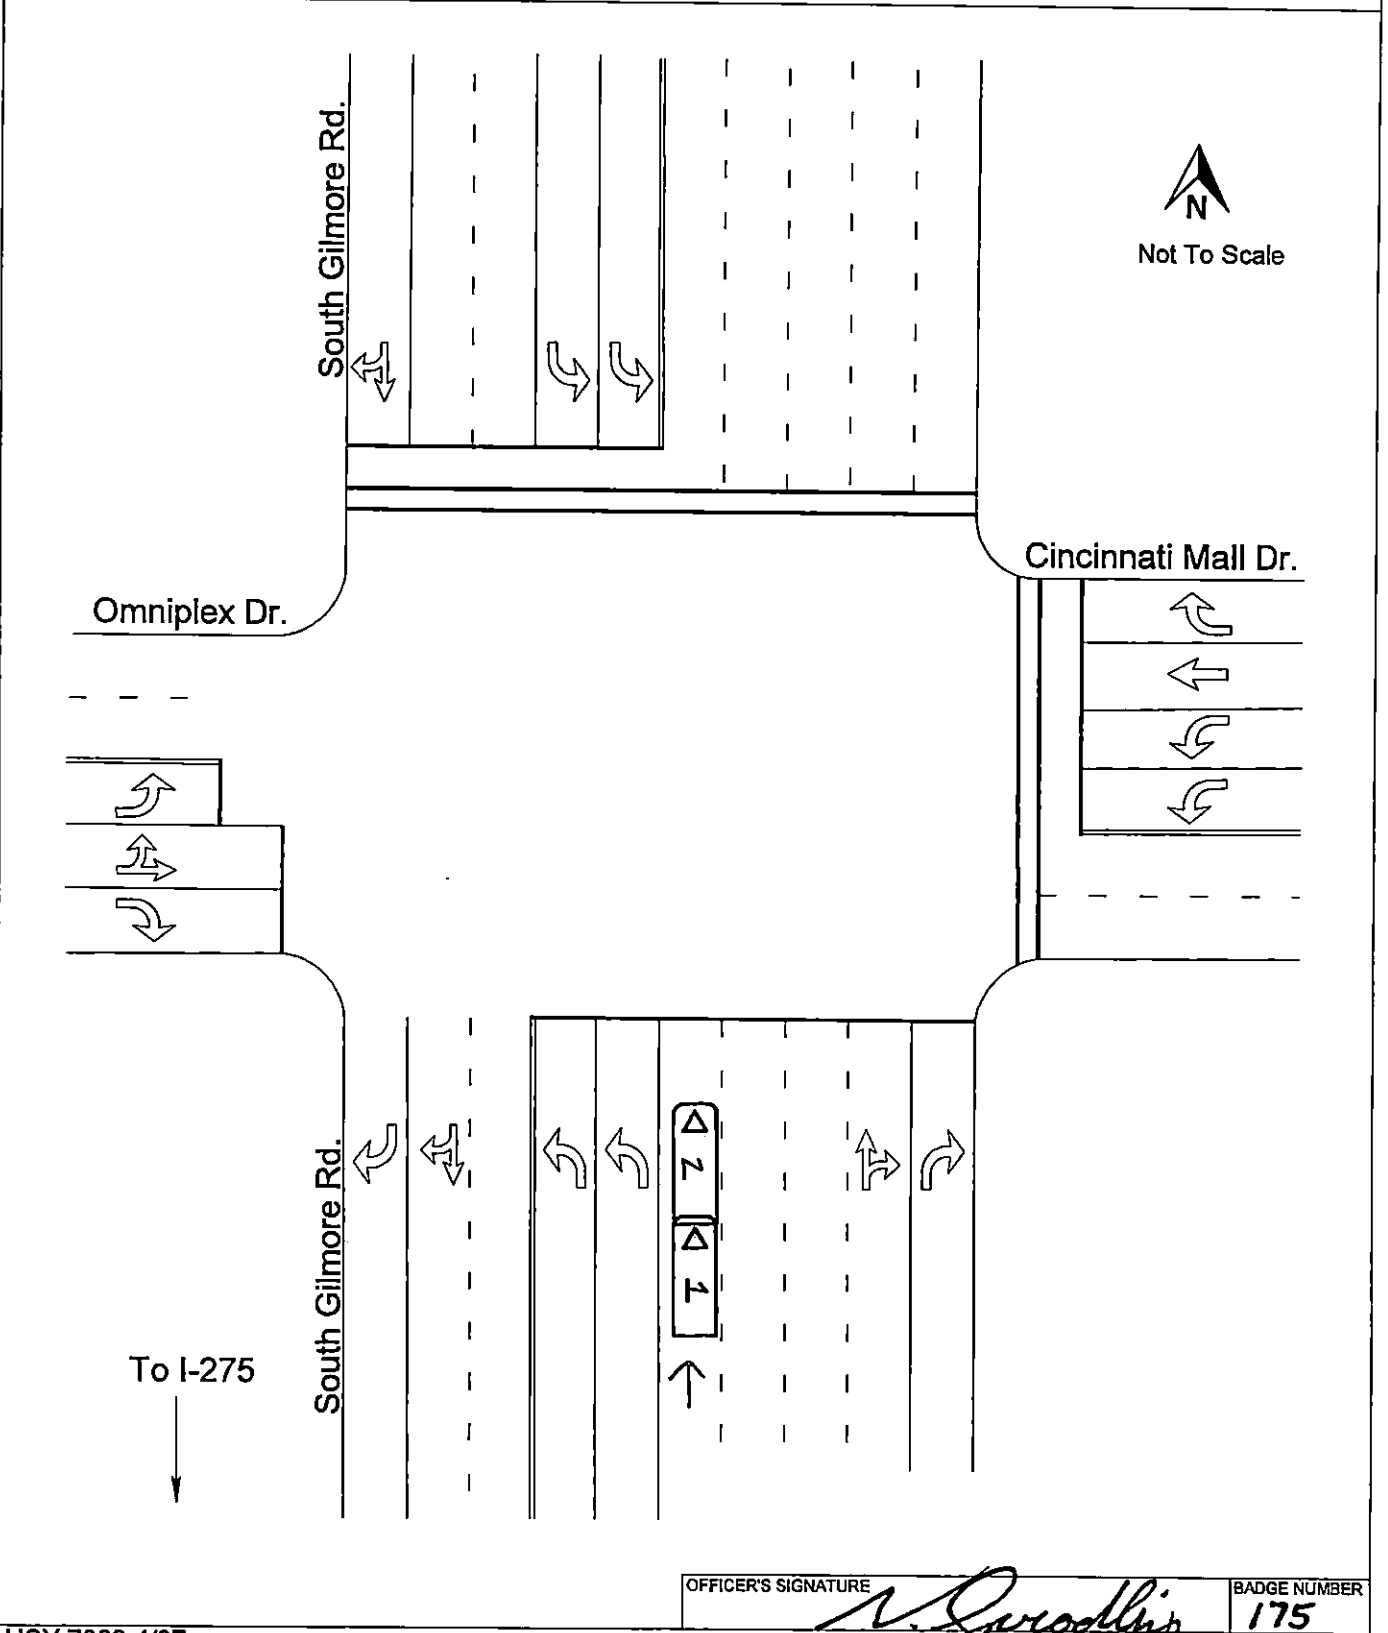 South Gilmore Rd.
N
Not To Scale
Cincinnati Mall Dr.
Omniplex Dr.
2
1
South Gilmore Rd.
To I-275
OFFICER'S SIGNATURE
BADGE NUMBER
175